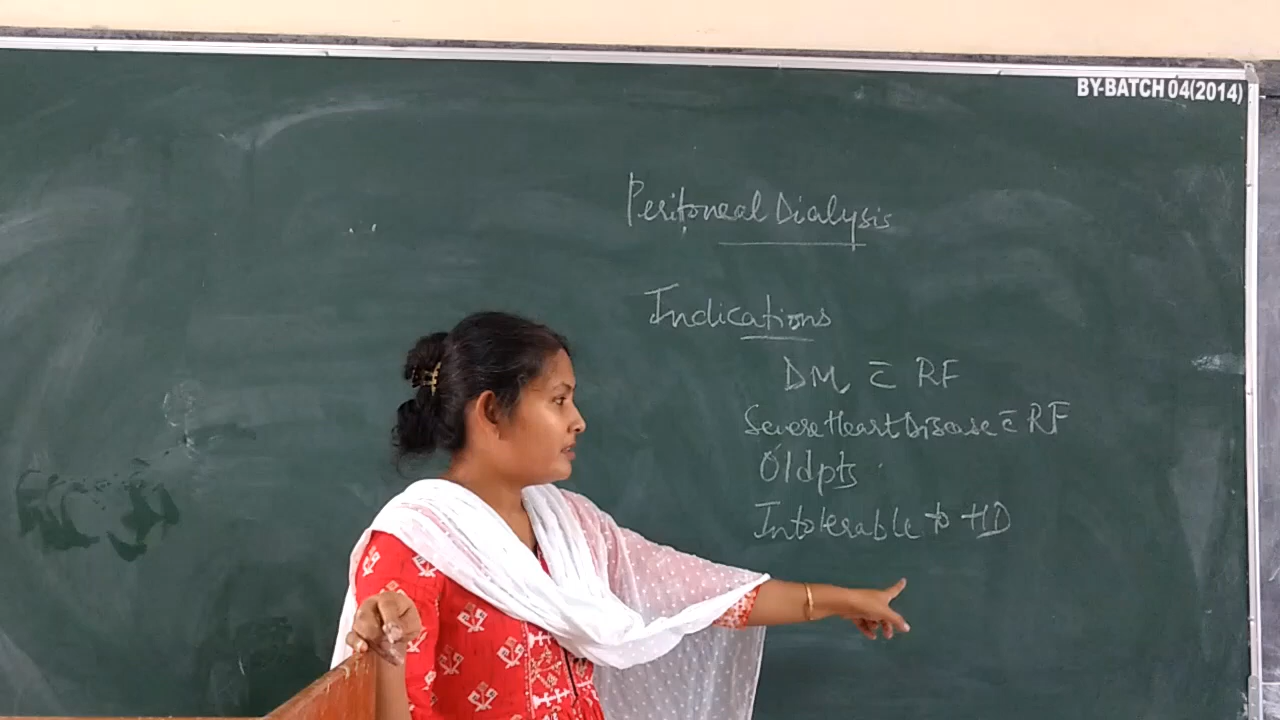 BY-BATCH 04(2014)
Peritoneal Dialysis
Indications
DM c̄ RF
Severe Heart Disease c̄ RF
Old pts
Intolerable to HD